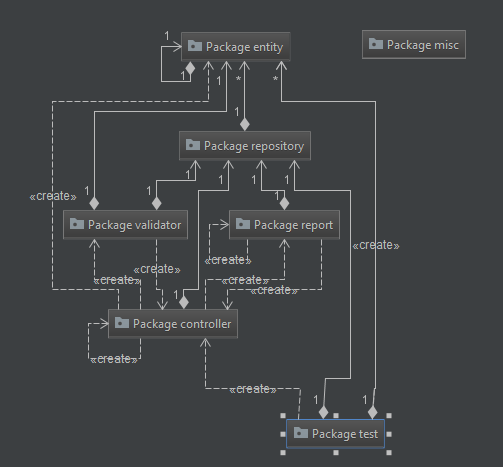 1
Package entity
Package misc
1
1
*
*
1
Package repository
1
1
1
1
«create»
1
1
1
Package validator
Package report
«create»
«create»
«create»
«create»
«create»
1
Package controller
«create»
«create»
1
1
Package test